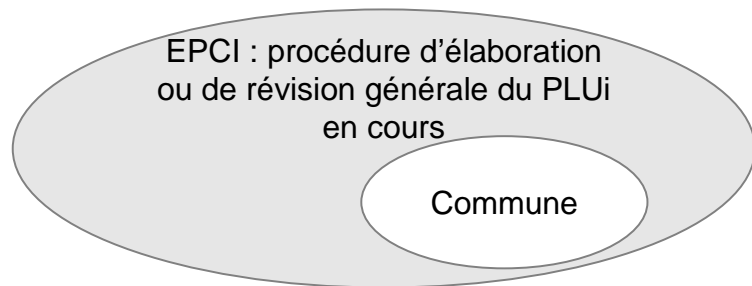 EPCI : procédure d’élaboration
ou de révision générale du PLUi
en cours
Commune